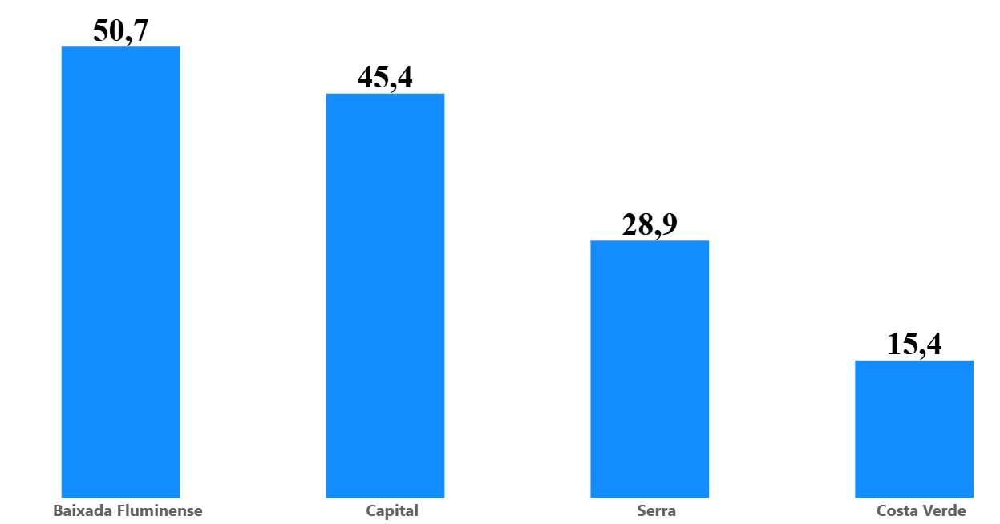 50,7
45,4
28,9
15,4
Baixada Fluminense
Capital
Serra
Costa Verde